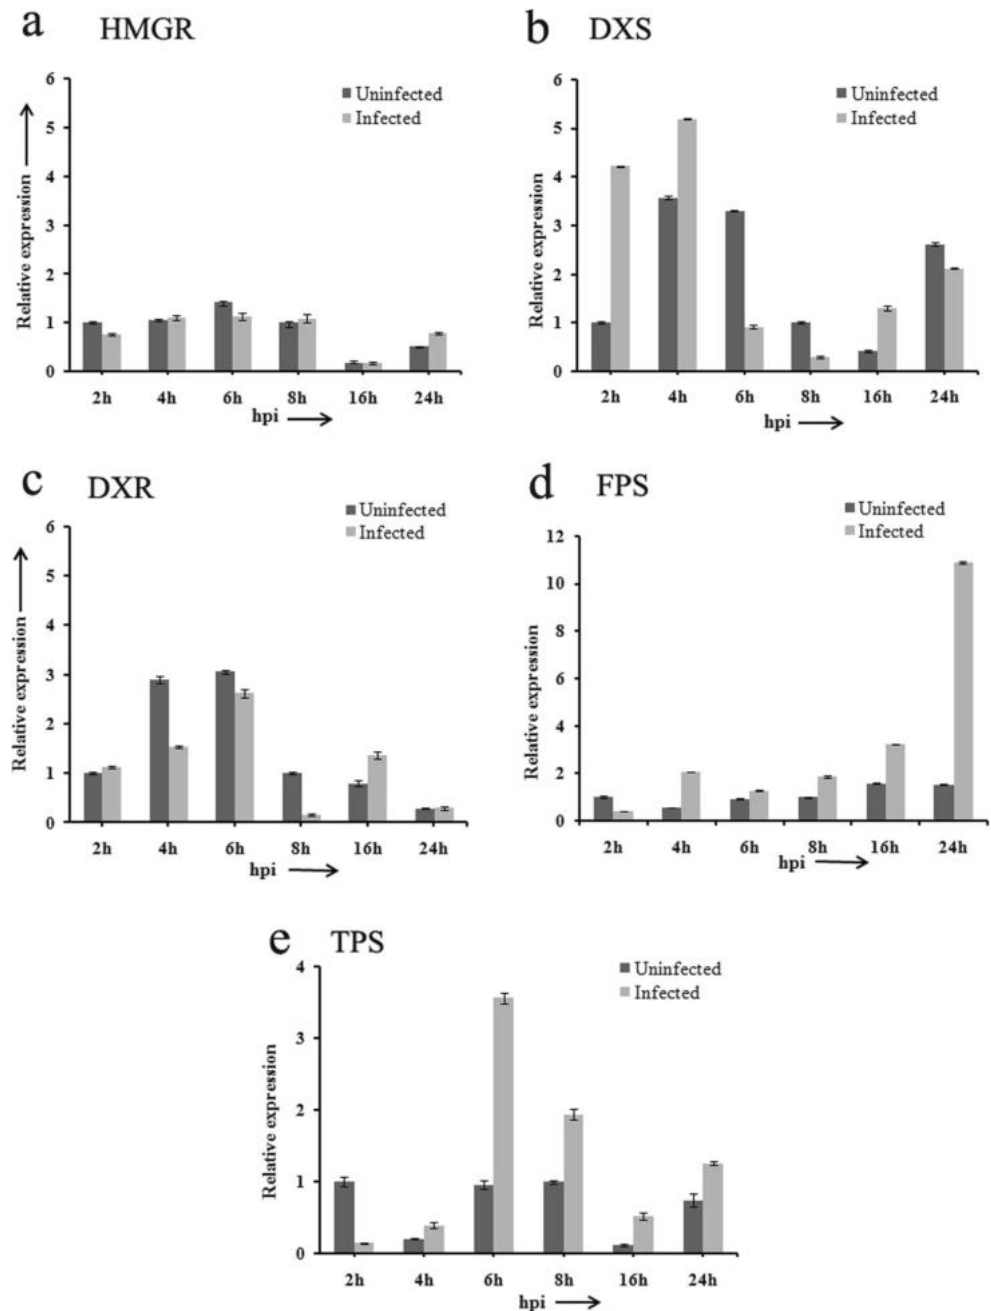 a HMGR
6
5
4
3
2
1
0
Relative expression
Uninfected
Infected
2h 4h 6h 8h 16h 24h
hpi
b DXS
6
5
4
3
2
1
0
Relative expression
Uninfected
Infected
2h 4h 6h 8h 16h 24h
hpi
c DXR
6
5
4
3
2
1
0
Relative expression
Uninfected
Infected
2h 4h 6h 8h 16h 24h
hpi
d FPS
12
10
8
6
4
2
0
Relative expression
Uninfected
Infected
2h 4h 6h 8h 16h 24h
hpi
e TPS
4
3
2
1
0
Relative expression
Uninfected
Infected
2h 4h 6h 8h 16h 24h
hpi